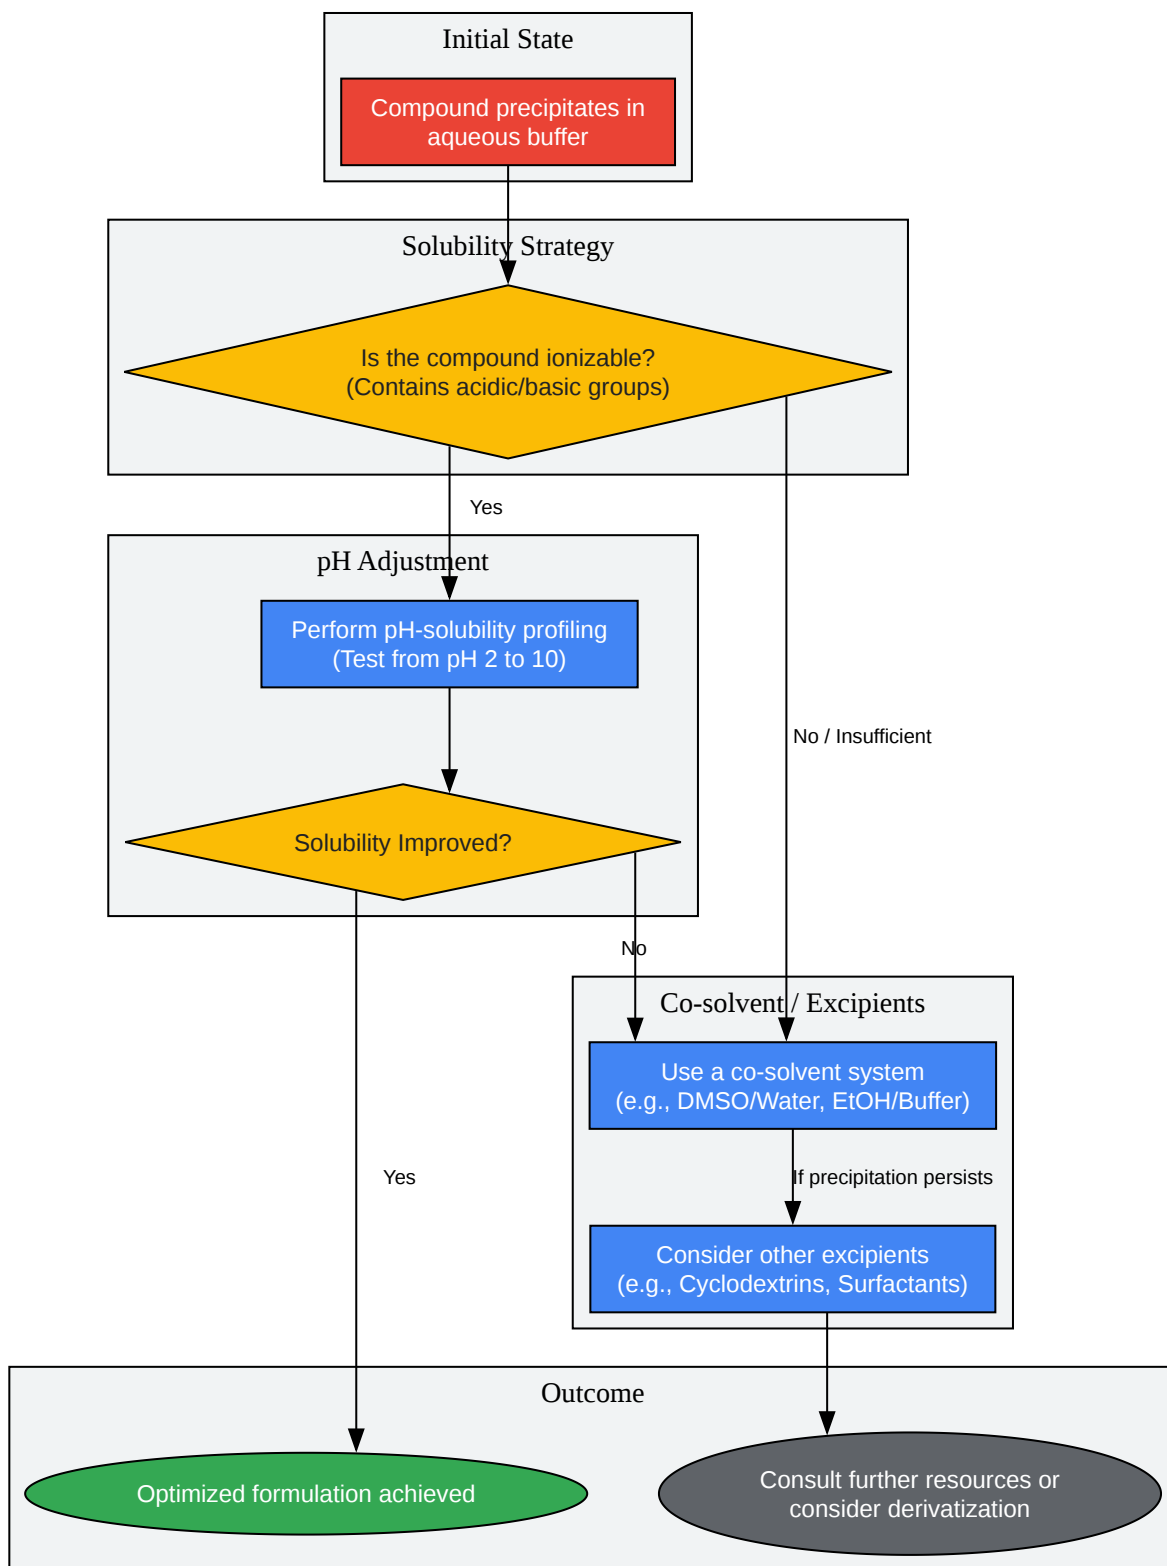 Initial State
Compound precipitates in
aqueous buffer
Solubility Strategy
Is the compound ionizable?
(Contains acidic/basic groups)
Yes
pH Adjustment
Perform pH-solubility profiling
(Test from pH 2 to 10)
No / Insufficient
Solubility Improved?
No
Co-solvent / Excipients
Use a co-solvent system
(e.g., DMSO/Water, EtOH/Buffer)
Yes
If precipitation persists
Consider other excipients
(e.g., Cyclodextrins, Surfactants)
Outcome
Optimized formulation achieved
Consult further resources or
consider derivatization